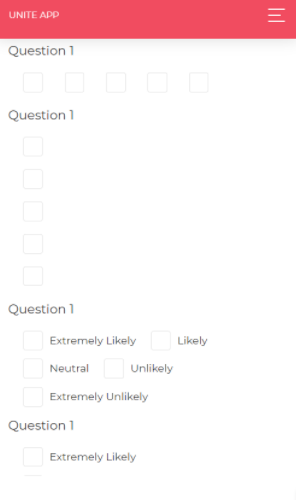 UNITE APP
Question 1
Question 1
Question 1
Extremely Likely Likely
Neutral Unlikely
Extremely Unlikely
Question 1
Extremely Likely